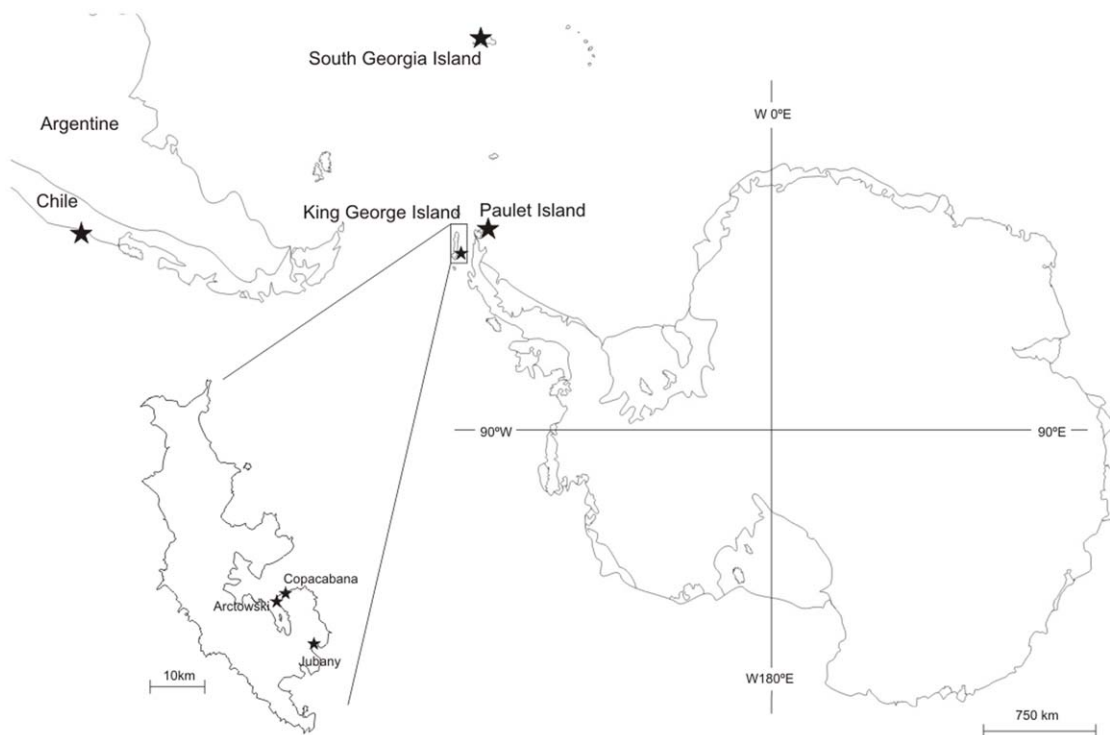 South Georgia Island
W 0ºE
Argentine
Chile
King George Island
Paulet Island
90ºW
90ºE
Copacabana
Arctowski
Jubany
10km
W180ºE
750 km